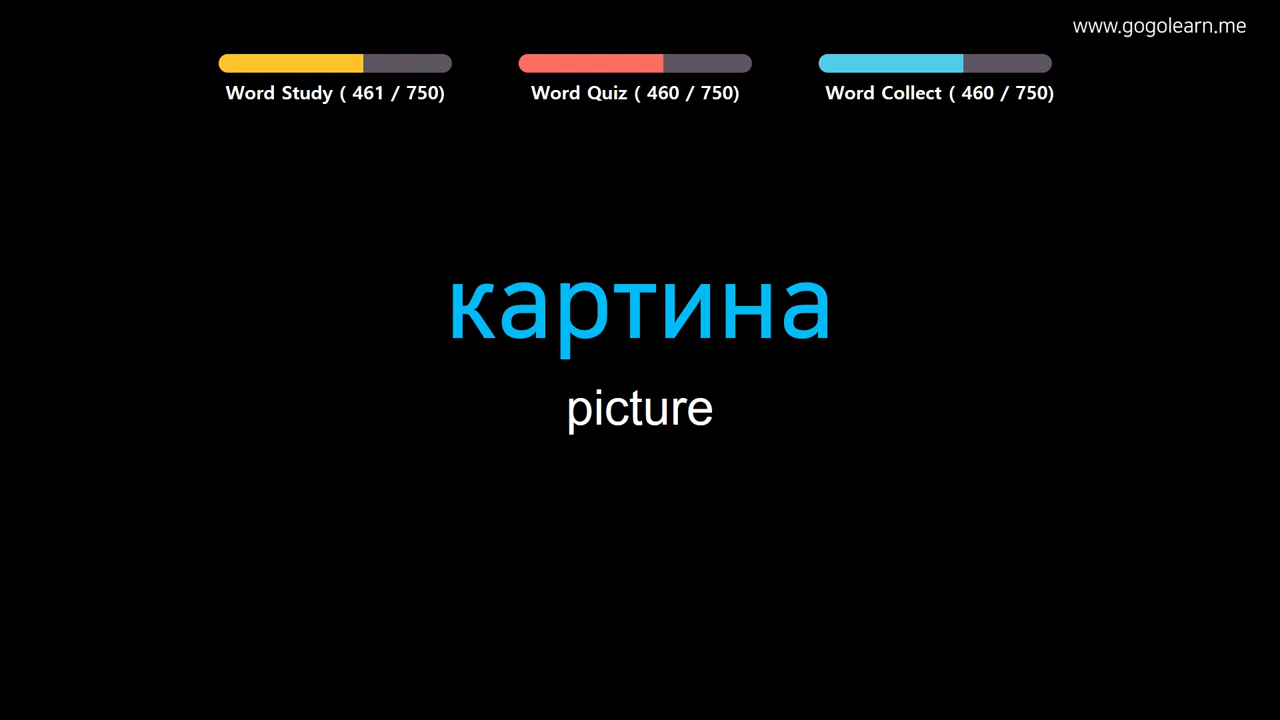 www.gogolearn.me
Word Study ( 461 / 750)
Word Quiz ( 460 / 750)
Word Collect ( 460 / 750)
картина
picture